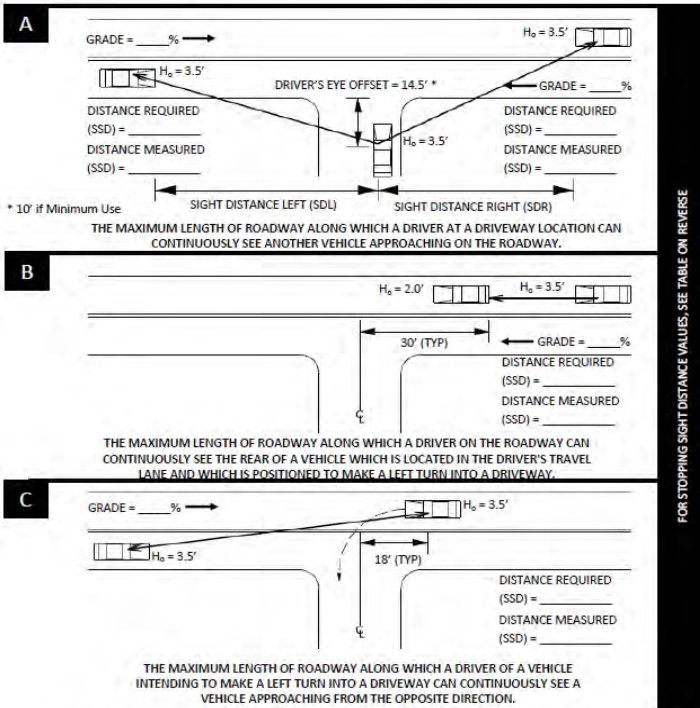 A
GRADE = _____% 
Hₒ = 3.5'
Hₒ = 3.5'
DRIVER'S EYE OFFSET = 14.5' *
GRADE = _____%
DISTANCE REQUIRED
(SSD) = __________
DISTANCE MEASURED
(SSD) = __________
Hₒ = 3.5'
DISTANCE REQUIRED
(SSD) = __________
DISTANCE MEASURED
(SSD) = __________
* 10' if Minimum Use
SIGHT DISTANCE LEFT (SDL)
SIGHT DISTANCE RIGHT (SDR)
THE MAXIMUM LENGTH OF ROADWAY ALONG WHICH A DRIVER AT A DRIVEWAY LOCATION CAN
CONTINUOUSLY SEE ANOTHER VEHICLE APPROACHING ON THE ROADWAY.
B
Hₒ = 2.0'
Hₒ = 3.5'
30' (TYP)
GRADE = _____%
DISTANCE REQUIRED
(SSD) = __________
DISTANCE MEASURED
(SSD) = __________
℄
THE MAXIMUM LENGTH OF ROADWAY ALONG WHICH A DRIVER ON THE ROADWAY CAN
CONTINUOUSLY SEE THE REAR OF A VEHICLE WHICH IS LOCATED IN THE DRIVER'S TRAVEL
LANE AND WHICH IS POSITIONED TO MAKE A LEFT TURN INTO A DRIVEWAY.
C
GRADE = _____%
Hₒ = 3.5'
Hₒ = 3.5'
18' (TYP)
DISTANCE REQUIRED
(SSD) = __________
DISTANCE MEASURED
(SSD) = __________
℄
THE MAXIMUM LENGTH OF ROADWAY ALONG WHICH A DRIVER OF A VEHICLE
INTENDING TO MAKE A LEFT TURN INTO A DRIVEWAY CAN CONTINUOUSLY SEE A
VEHICLE APPROACHING FROM THE OPPOSITE DIRECTION.
FOR STOPPING SIGHT DISTANCE VALUES, SEE TABLE ON REVERSE